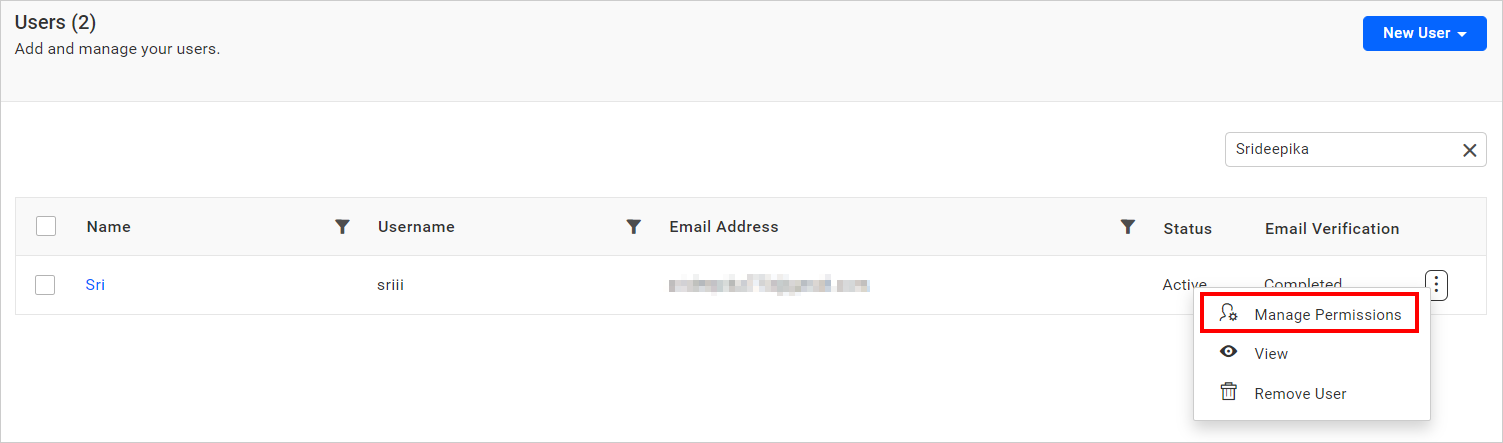 Users (2)
Add and manage your users.
New User
Srideepika
Name Username Email Address Status Email Verification
Sri sriii Active Completed
Manage Permissions
View
Remove User